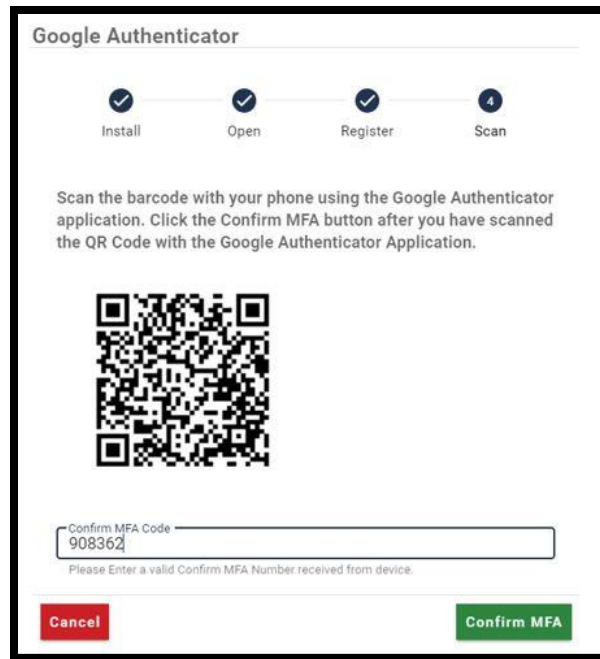 Google Authenticator
4
Install Open Register Scan
Scan the barcode with your phone using the Google Authenticator
application. Click the Confirm MFA button after you have scanned
the QR Code with the Google Authenticator Application.
Confirm MFA Code
908362
Please Enter a valid Confirm MFA Number received from device.
Cancel Confirm MFA